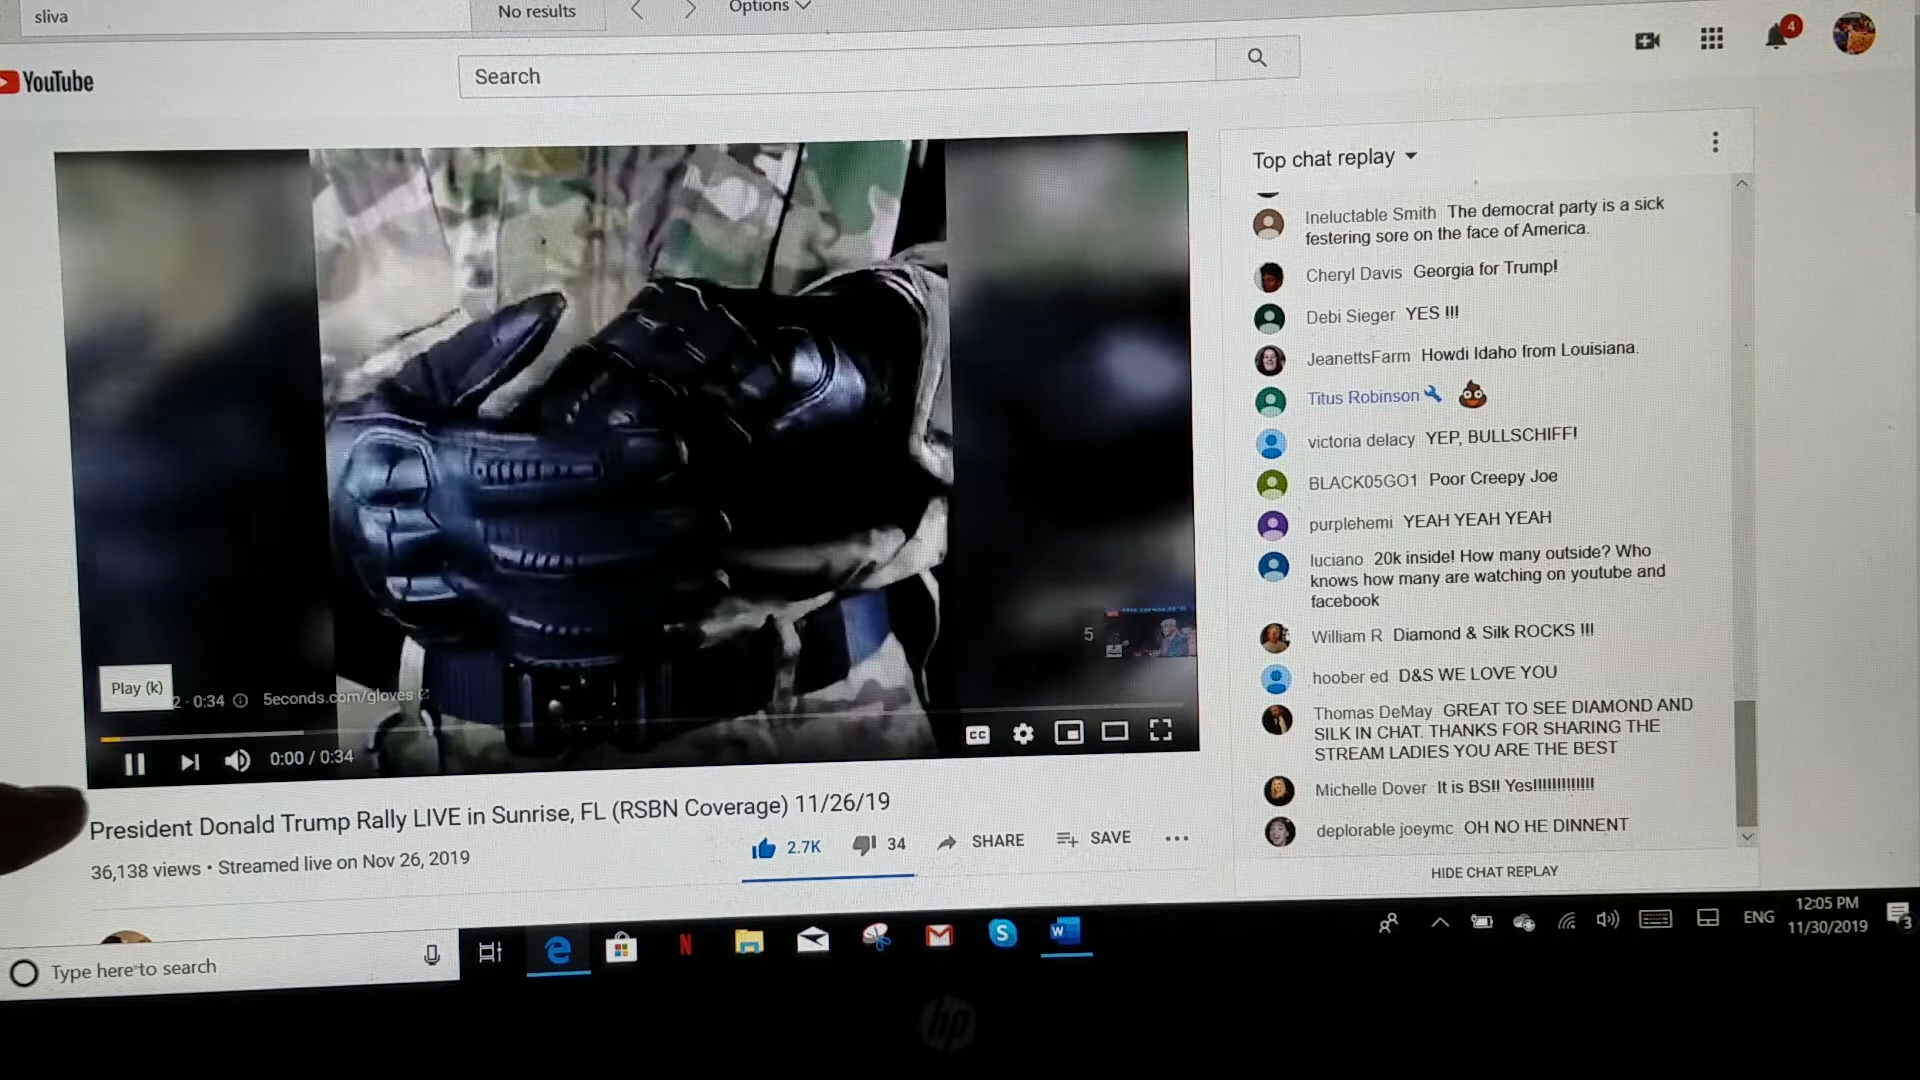 sliva
No results
Options
YouTube
Search
4
Top chat replay
Ineluctable Smith The democrat party is a sick
festering sore on the face of America.
Cheryl Davis Georgia for Trump!
Debi Sieger YES !!!
JeanettsFarm Howdi Idaho from Louisiana.
Titus Robinson
victoria delacy YEP, BULLSCHIFF!
BLACK05GO1 Poor Creepy Joe
purplehemi YEAH YEAH YEAH
luciano 20k inside! How many outside? Who
knows how many are watching on youtube and
facebook
William R Diamond & Silk ROCKS !!!
hoober ed D&S WE LOVE YOU
Thomas DeMay GREAT TO SEE DIAMOND AND
SILK IN CHAT. THANKS FOR SHARING THE
STREAM LADIES YOU ARE THE BEST
Michelle Dover It is BS!! Yes!!!!!!!!!!!!!
deplorable joeymc OH NO HE DINNENT
HIDE CHAT REPLAY
5
Play (k)
2 · 0:34 5econds.com/gloves
CC
0:00 / 0:34
President Donald Trump Rally LIVE in Sunrise, FL (RSBN Coverage) 11/26/19
36,138 views • Streamed live on Nov 26, 2019
2.7K 34 SHARE SAVE
Type here to search
N
S
W
ENG
12:05 PM
11/30/2019
3
hp